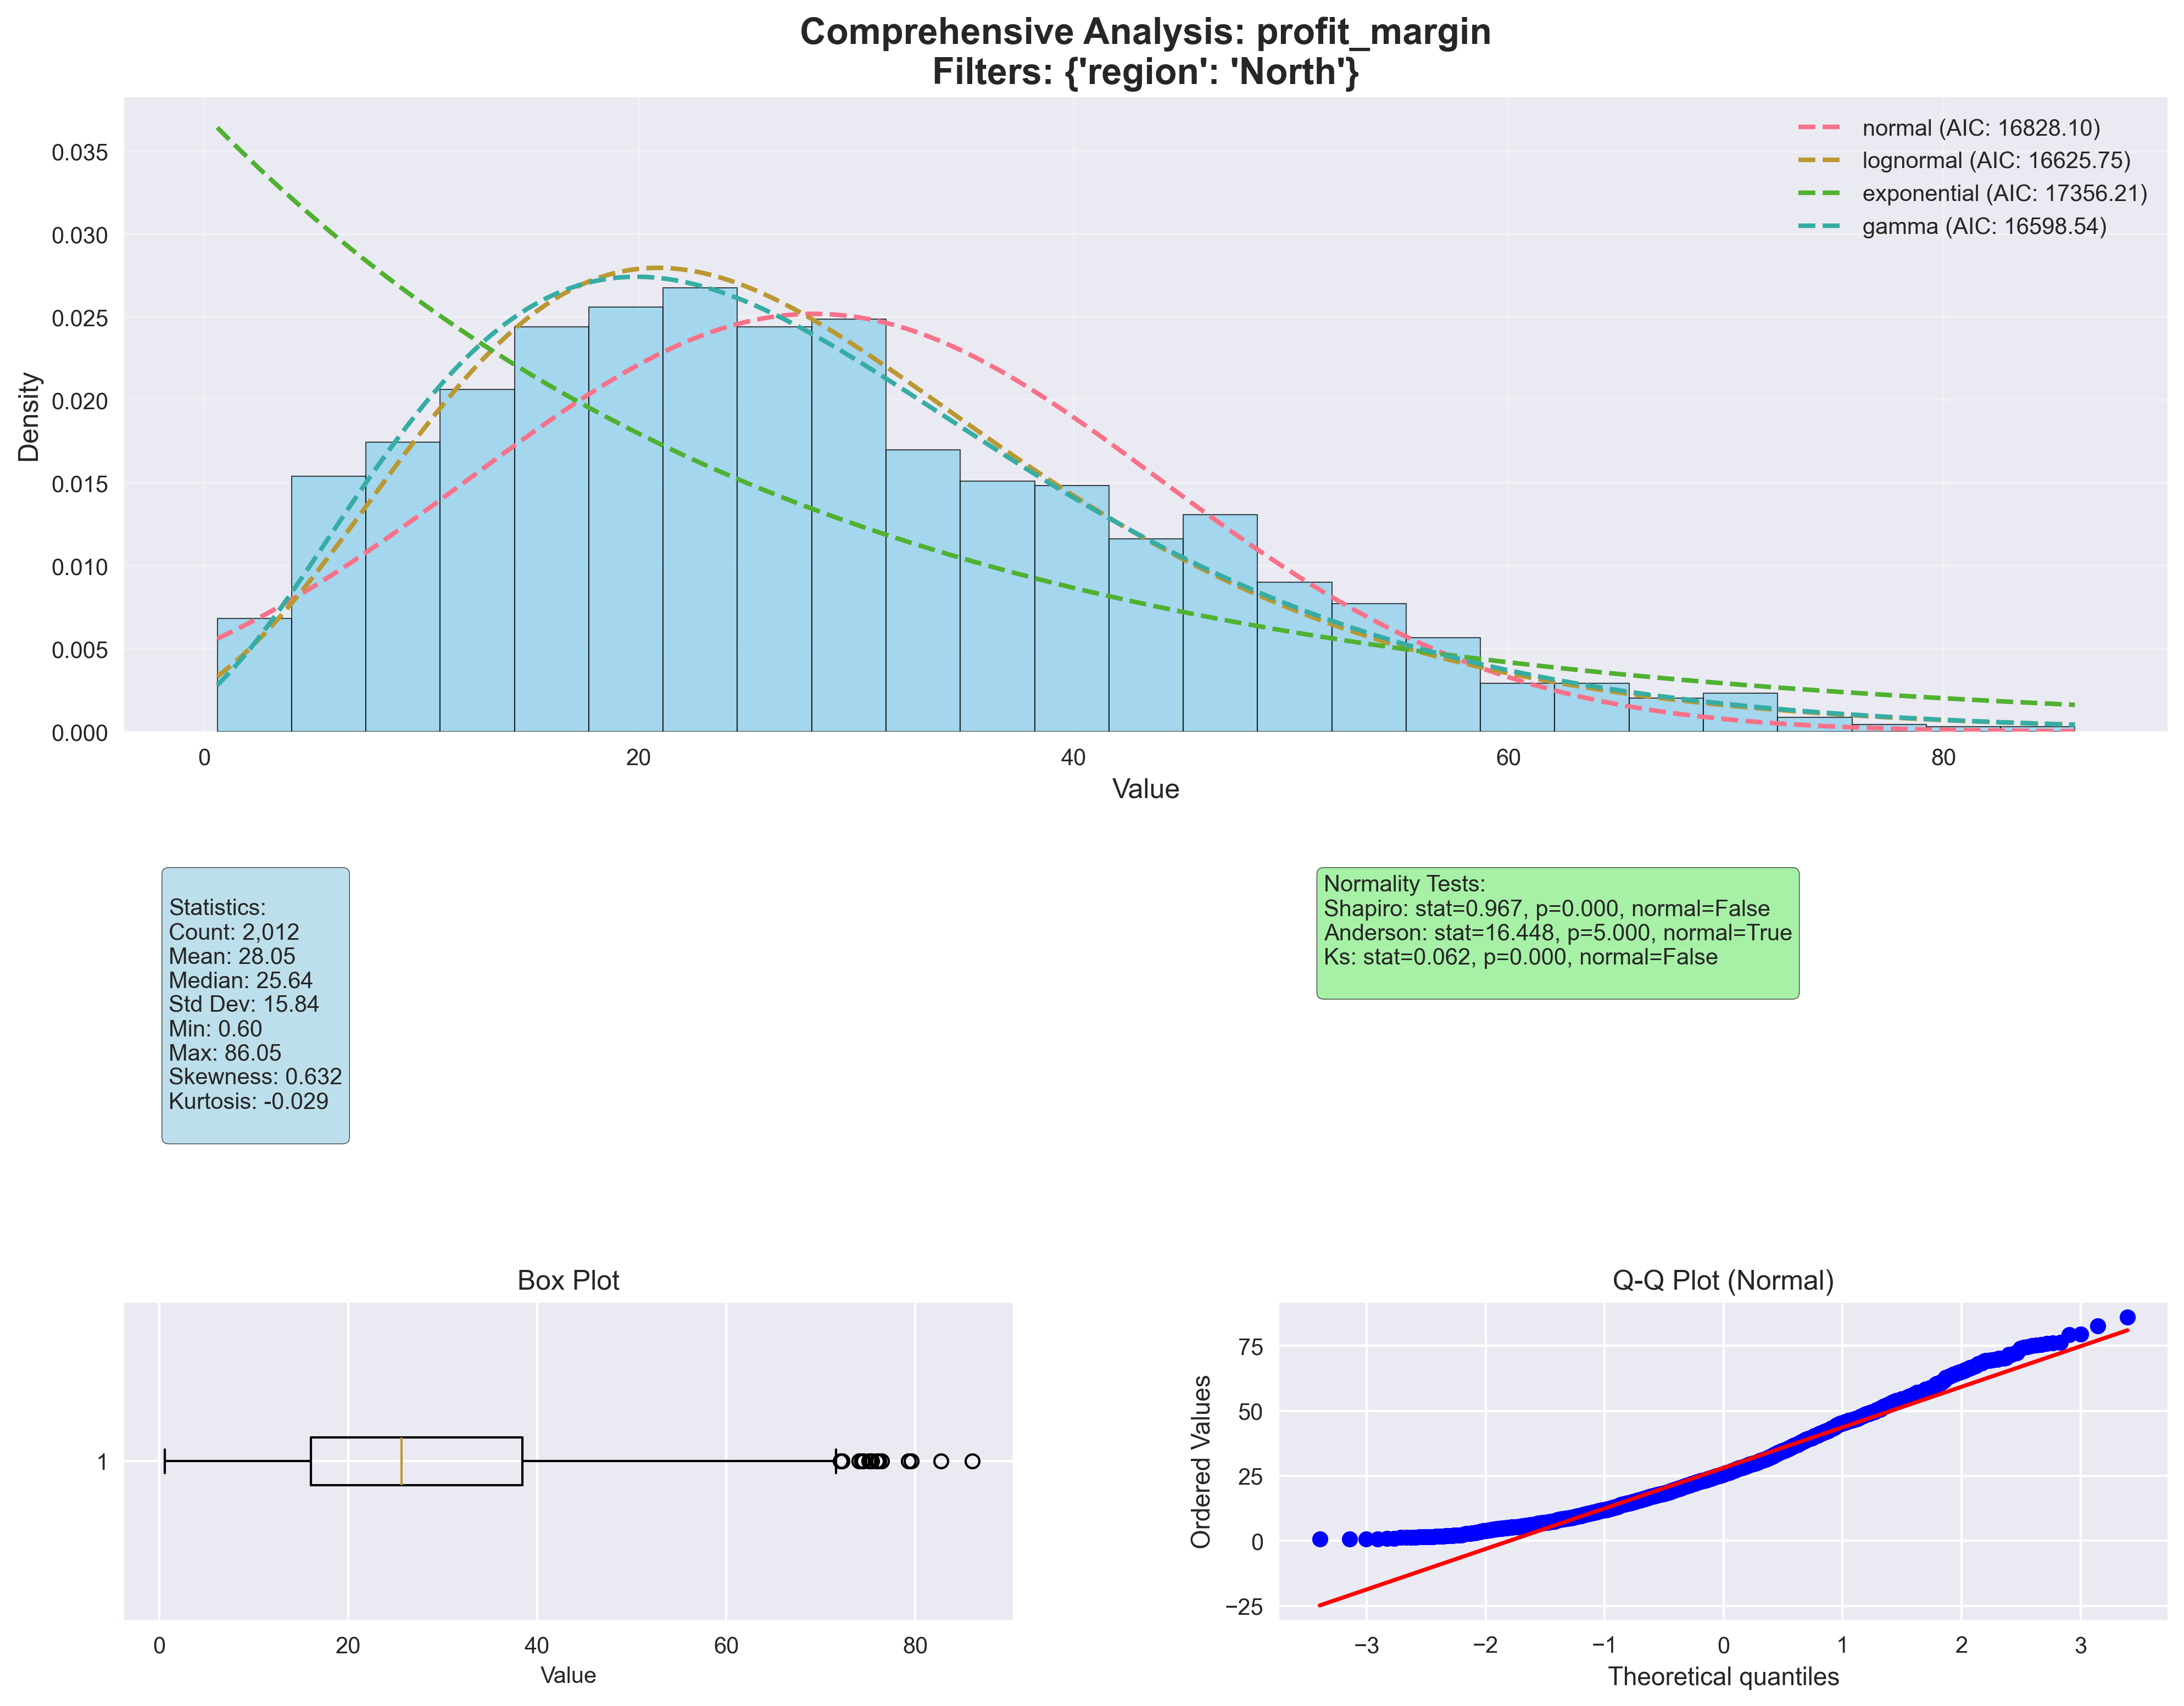 Comprehensive Analysis: profit_margin
Filters: {'region': 'North'}
normal (AIC: 16828.10)
lognormal (AIC: 16625.75)
exponential (AIC: 17356.21)
gamma (AIC: 16598.54)
0.035
0.030
0.025
0.020
0.015
0.010
0.005
0.000
Density
0 20 40 60 80
Value
Statistics:
Count: 2,012
Mean: 28.05
Median: 25.64
Std Dev: 15.84
Min: 0.60
Max: 86.05
Skewness: 0.632
Kurtosis: -0.029
Normality Tests:
Shapiro: stat=0.967, p=0.000, normal=False
Anderson: stat=16.448, p=5.000, normal=True
Ks: stat=0.062, p=0.000, normal=False
Box Plot
1
0 20 40 60 80
Value
Q-Q Plot (Normal)
75
50
25
0
−25
Ordered Values
−3 −2 −1 0 1 2 3
Theoretical quantiles